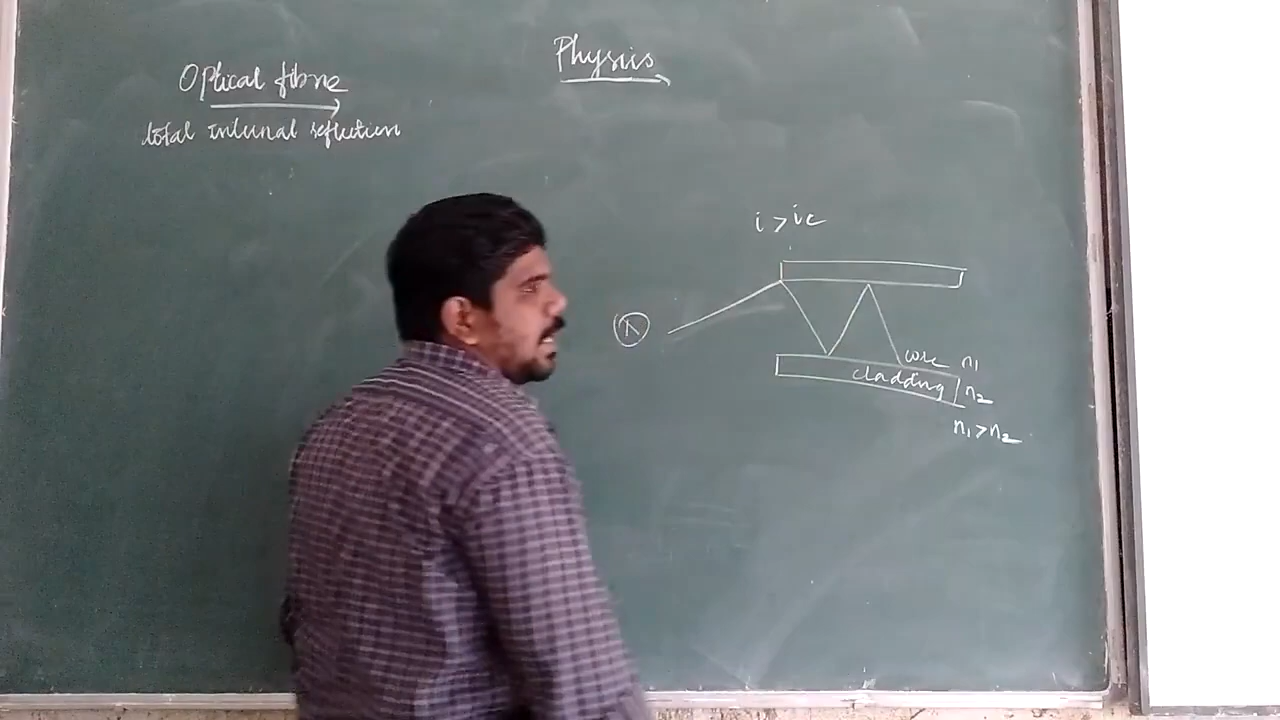 Physics
Optical fibre
total internal reflection
i > ic
core n₁
cladding n₂
n₁ > n₂